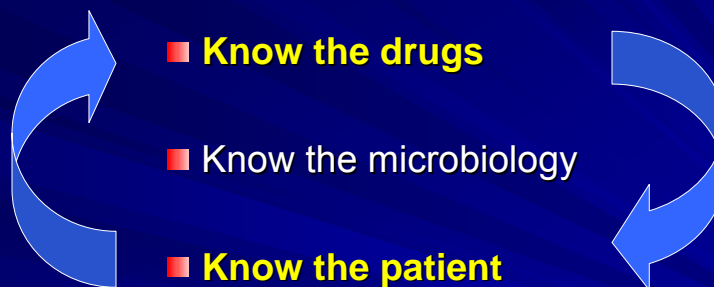 Know the drugs
Know the microbiology
Know the patient